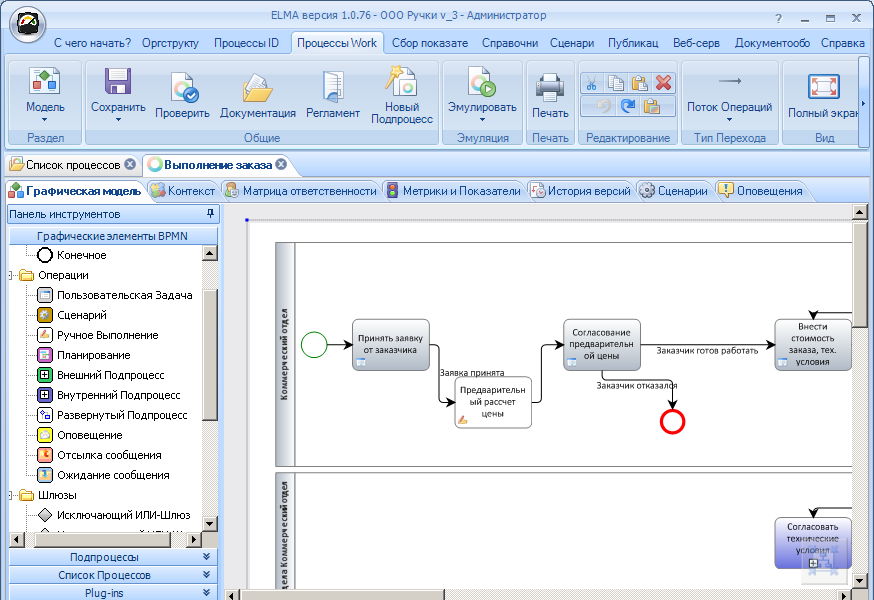 ELMA версия 1.0.76 - ООО Ручки v_3 - Администратор
С чего начать? Оргструкту Процессы ID Процессы Work Сбор показате Справочни Сценари Публикац Веб-серв Документообо Справка
Модель Сохранить Проверить Документация Регламент Новый Подпроцесс Эмулировать Печать Поток Операций Полный экран
Раздел Общие Эмуляция Печать Редактирование Тип Перехода Вид
Список процессов Выполнение заказа
Графическая модель Контекст Матрица ответственности Метрики и Показатели История версий Сценарии Оповещения
Панель инструментов
Графические элементы BPMN
Конечное
Операции
Пользовательская Задача
Сценарий
Ручное Выполнение
Планирование
Внешний Подпроцесс
Внутренний Подпроцесс
Развернутый Подпроцесс
Оповещение
Отсылка сообщения
Ожидание сообщения
Шлюзы
Исключающий ИЛИ-Шлюз
Подпроцессы
Список Процессов
Plug-ins
Коммерческий отдел
Принять заявку
от заказчика
Заявка принята
Предварительн
ый рассчет
цены
Согласование
предварительн
ой цены
Заказчик готов работать
Заказчик отказался
Внести
стоимость
заказа, тех.
условия
дела Коммерческий отдел
Согласовать
технические
условия